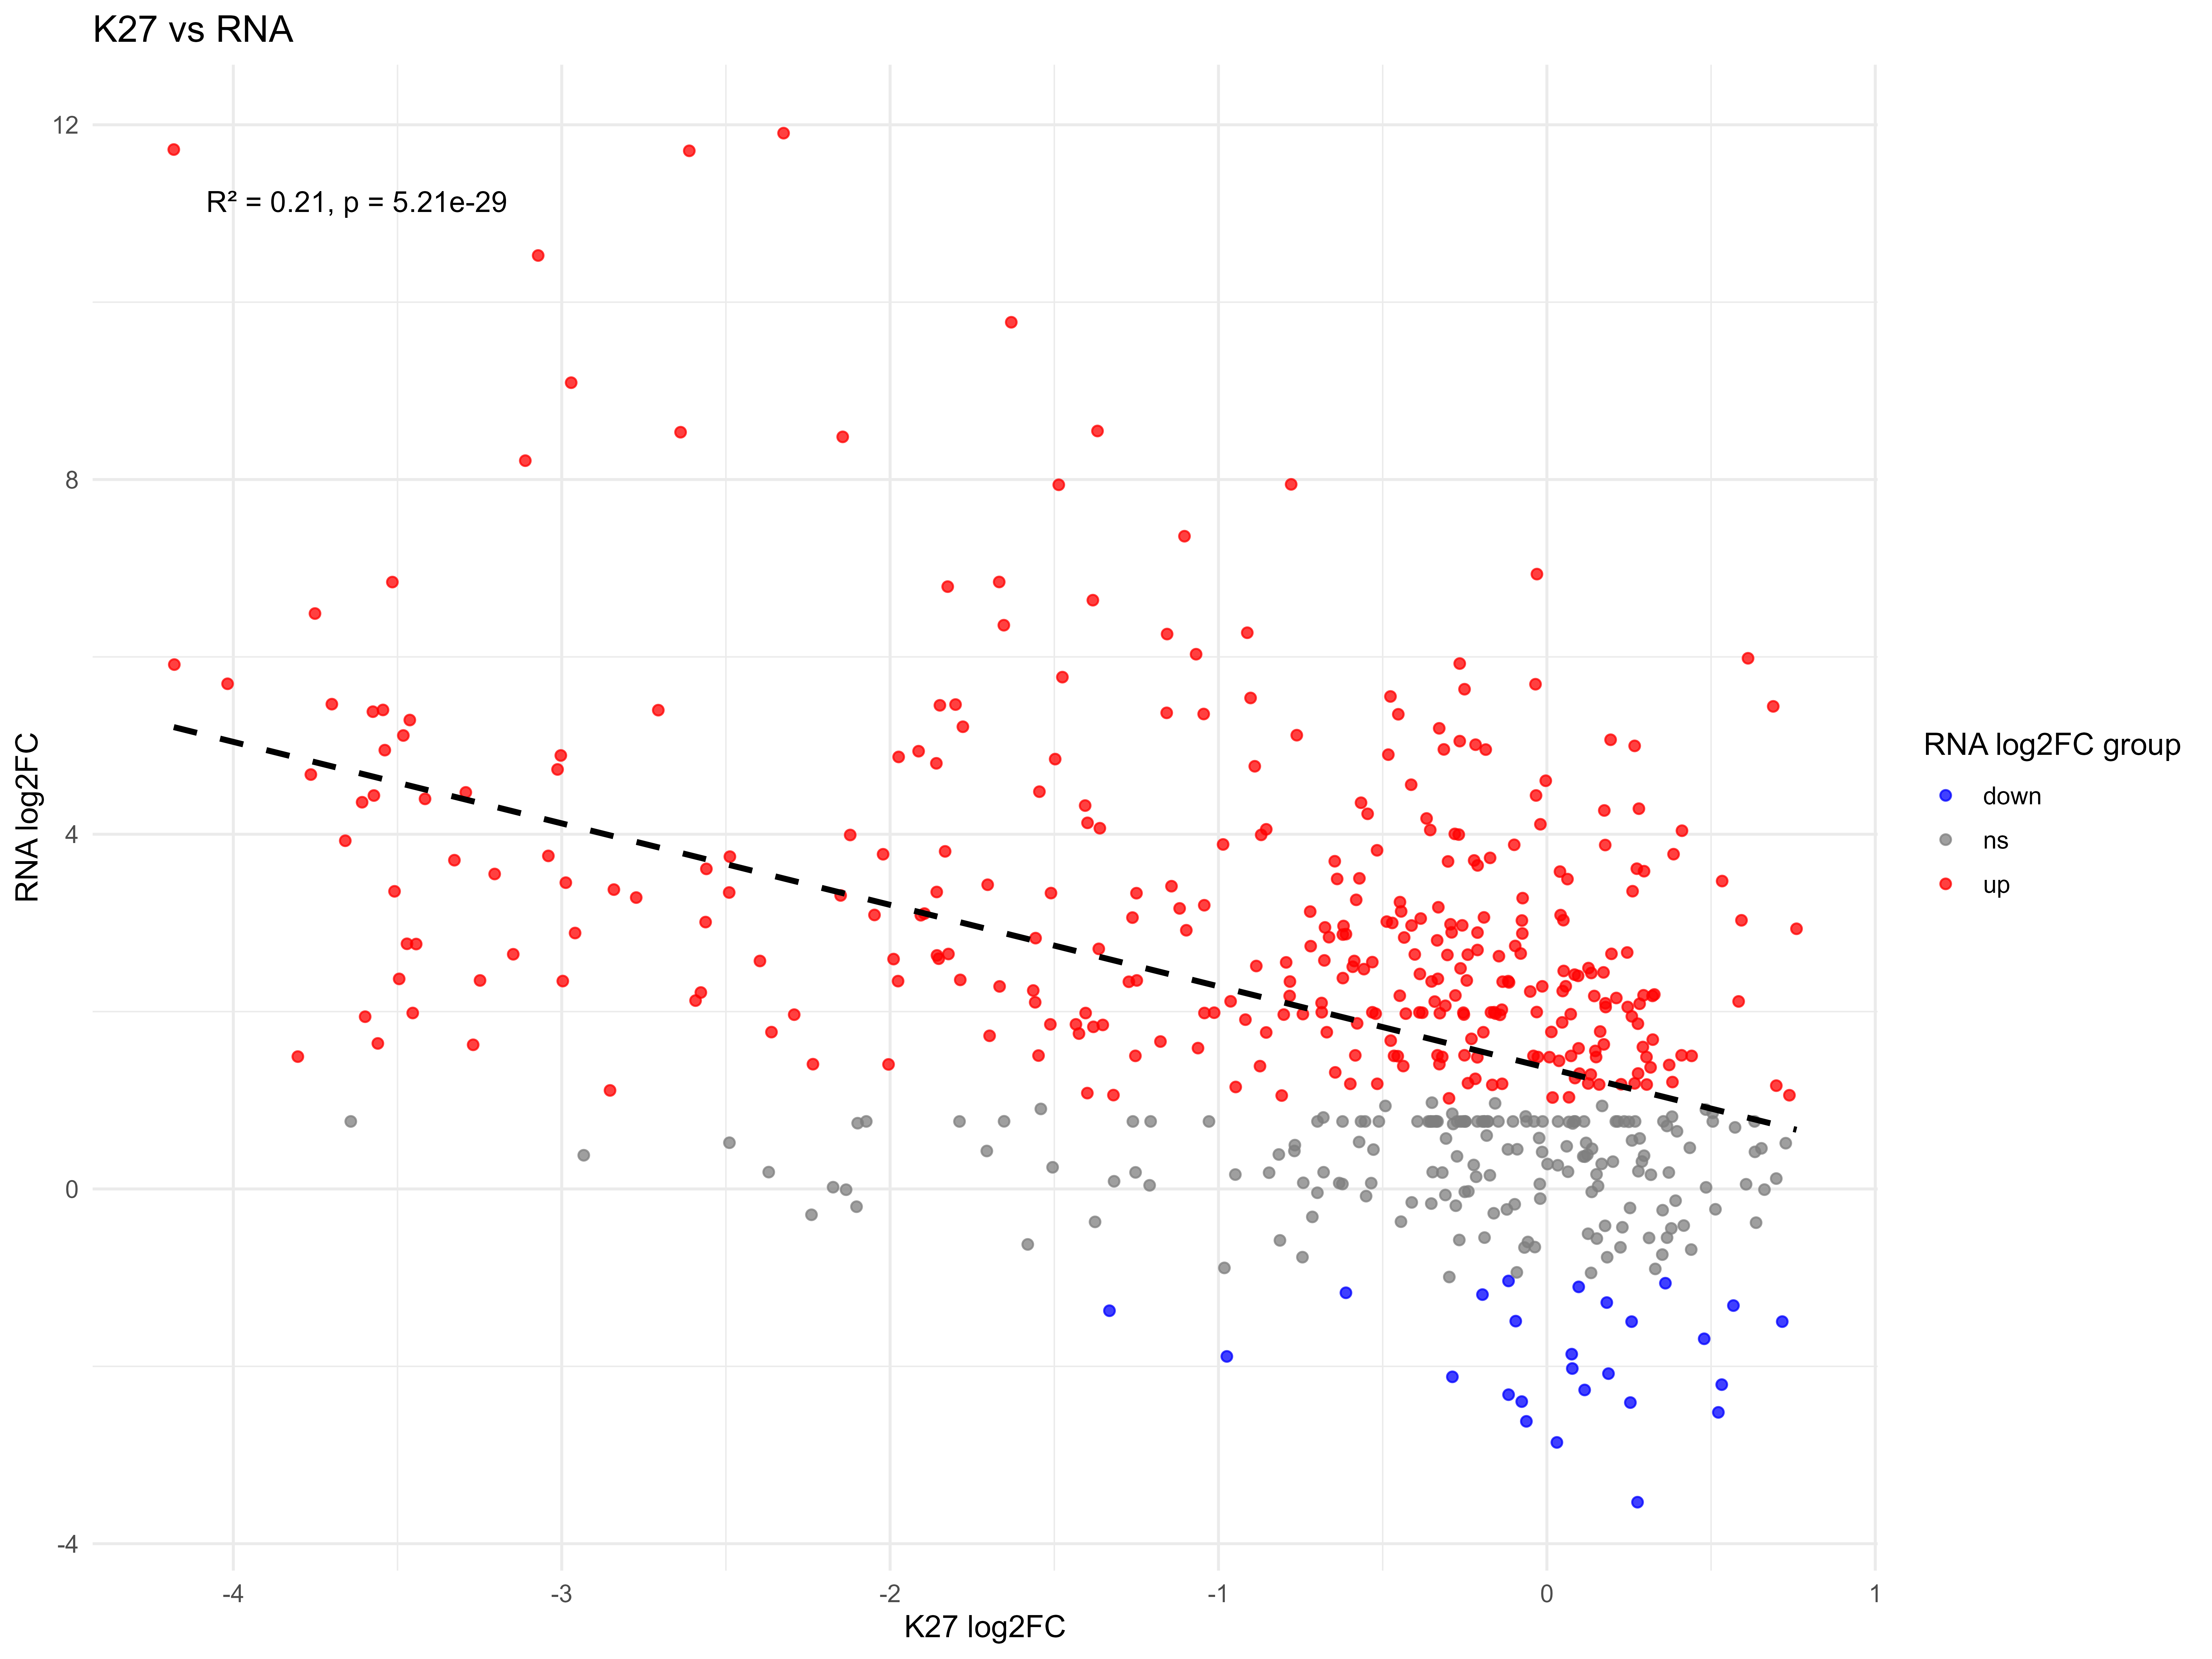 K27 vs RNA
R² = 0.21, p = 5.21e-29
12
8
4
0
-4
RNA log2FC
-4
-3
-2
-1
0
1
K27 log2FC
RNA log2FC group
down
ns
up